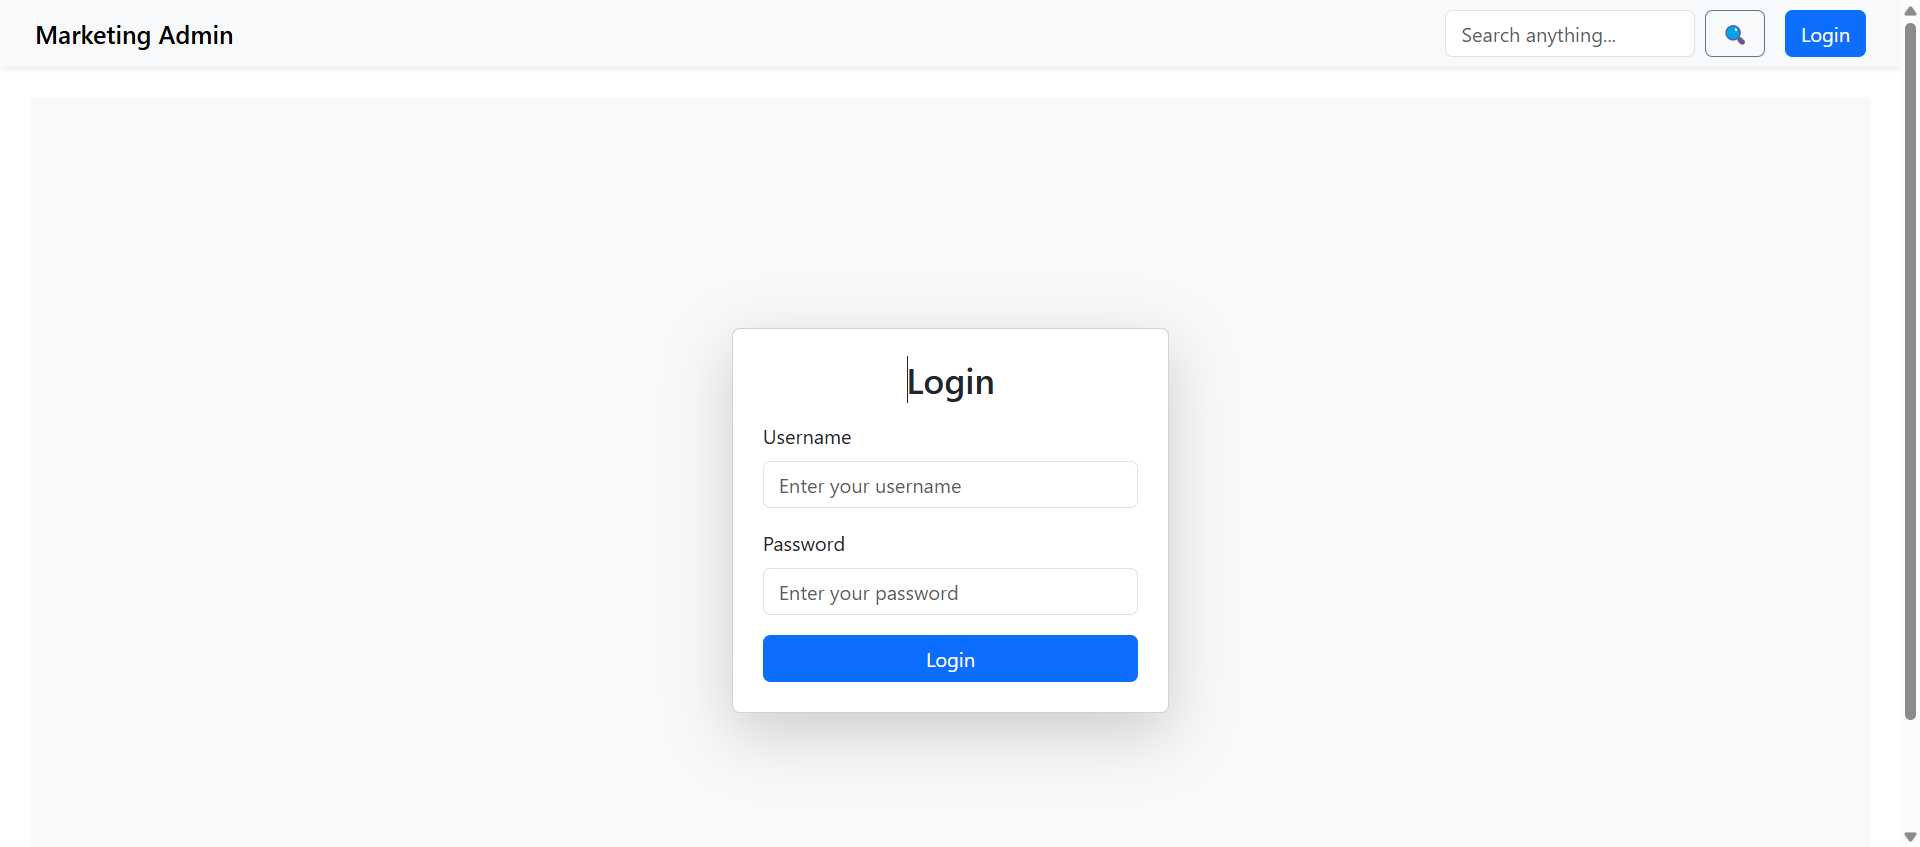 Marketing Admin
Search anything...
Login
Login
Username
Enter your username
Password
Enter your password
Login